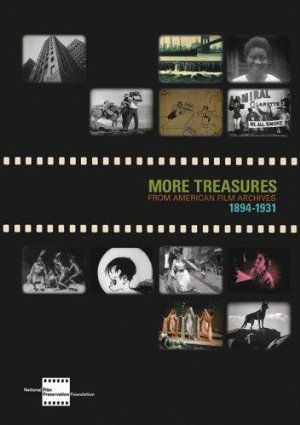 ADMIRAL
CIGARETTE
WE ALL SMOKE
MORE TREASURES
FROM AMERICAN FILM ARCHIVES
1894-1931
National Film
Preservation Foundation